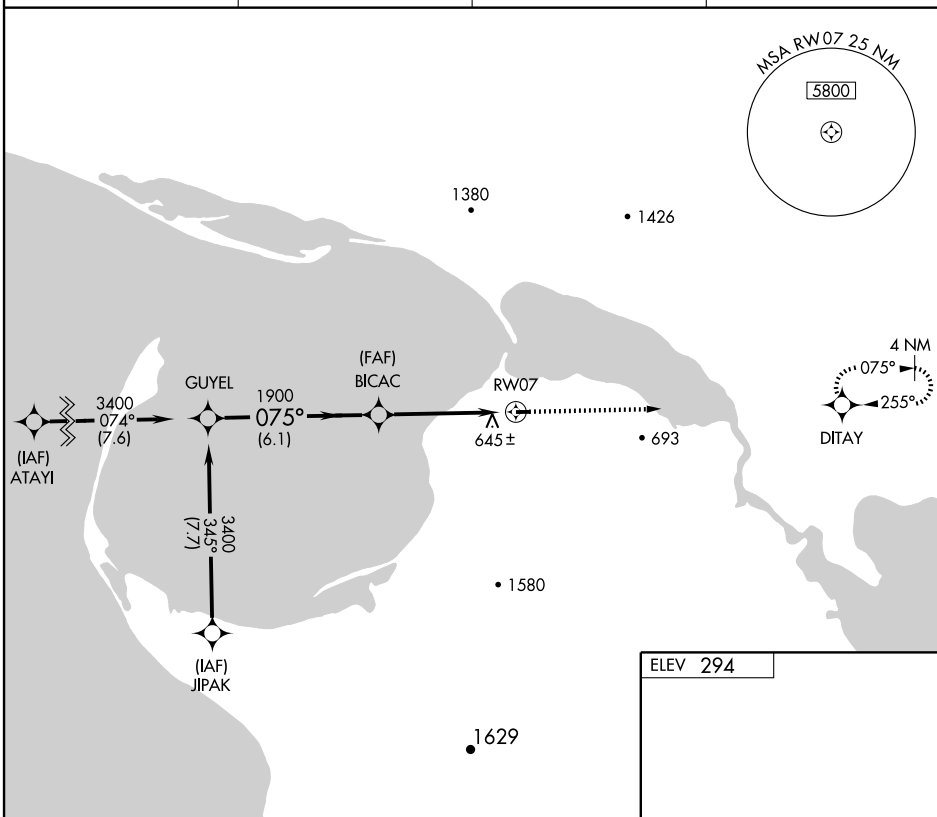 MSA RW07 25 NM
5800
1380
1426
4 NM
075°
255°
DITAY
(FAF)
BICAC
RW07
GUYEL
1900
075°
(6.1)
3400
074°
(7.6)
(IAF)
ATAYI
645±
693
3400
345°
(7.7)
1580
(IAF)
JIPAK
ELEV 294
1629